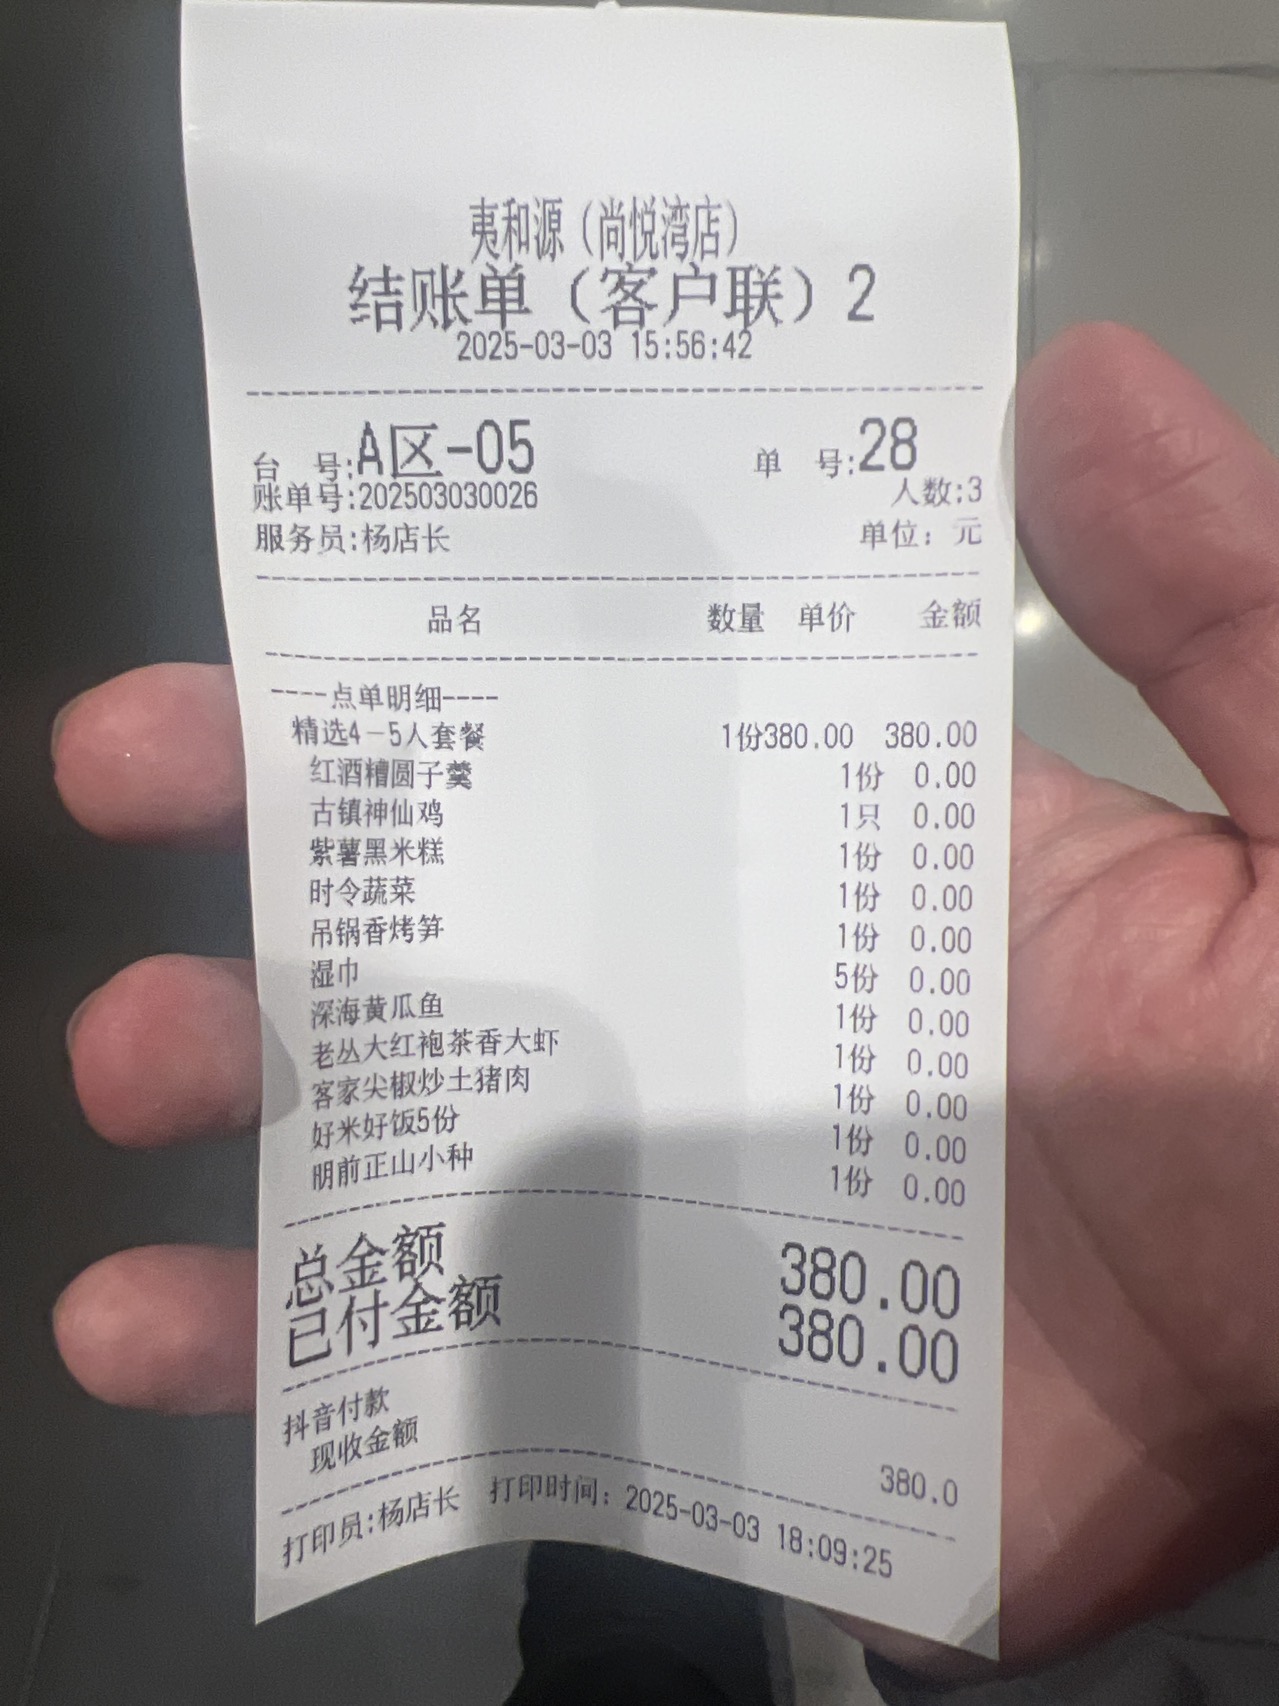 夷和源（尚悦湾店）
结账单（客户联）2
2025-03-03 15:56:42
台 号:A区-05 单 号:28
账单号:202503030026 人数:3
服务员:杨店长 单位：元
品名 数量 单价 金额
----点单明细----
精选4－5人套餐 1份380.00 380.00
红酒糟圆子羹 1份 0.00
古镇神仙鸡 1只 0.00
紫薯黑米糕 1份 0.00
时令蔬菜 1份 0.00
吊锅香烤笋 1份 0.00
湿巾 5份 0.00
深海黄瓜鱼 1份 0.00
老丛大红袍茶香大虾 1份 0.00
客家尖椒炒土猪肉 1份 0.00
好米好饭5份 1份 0.00
明前正山小种 1份 0.00
总金额 380.00
已付金额 380.00
抖音付款
现收金额 380.0
打印员:杨店长 打印时间：2025-03-03 18:09:25